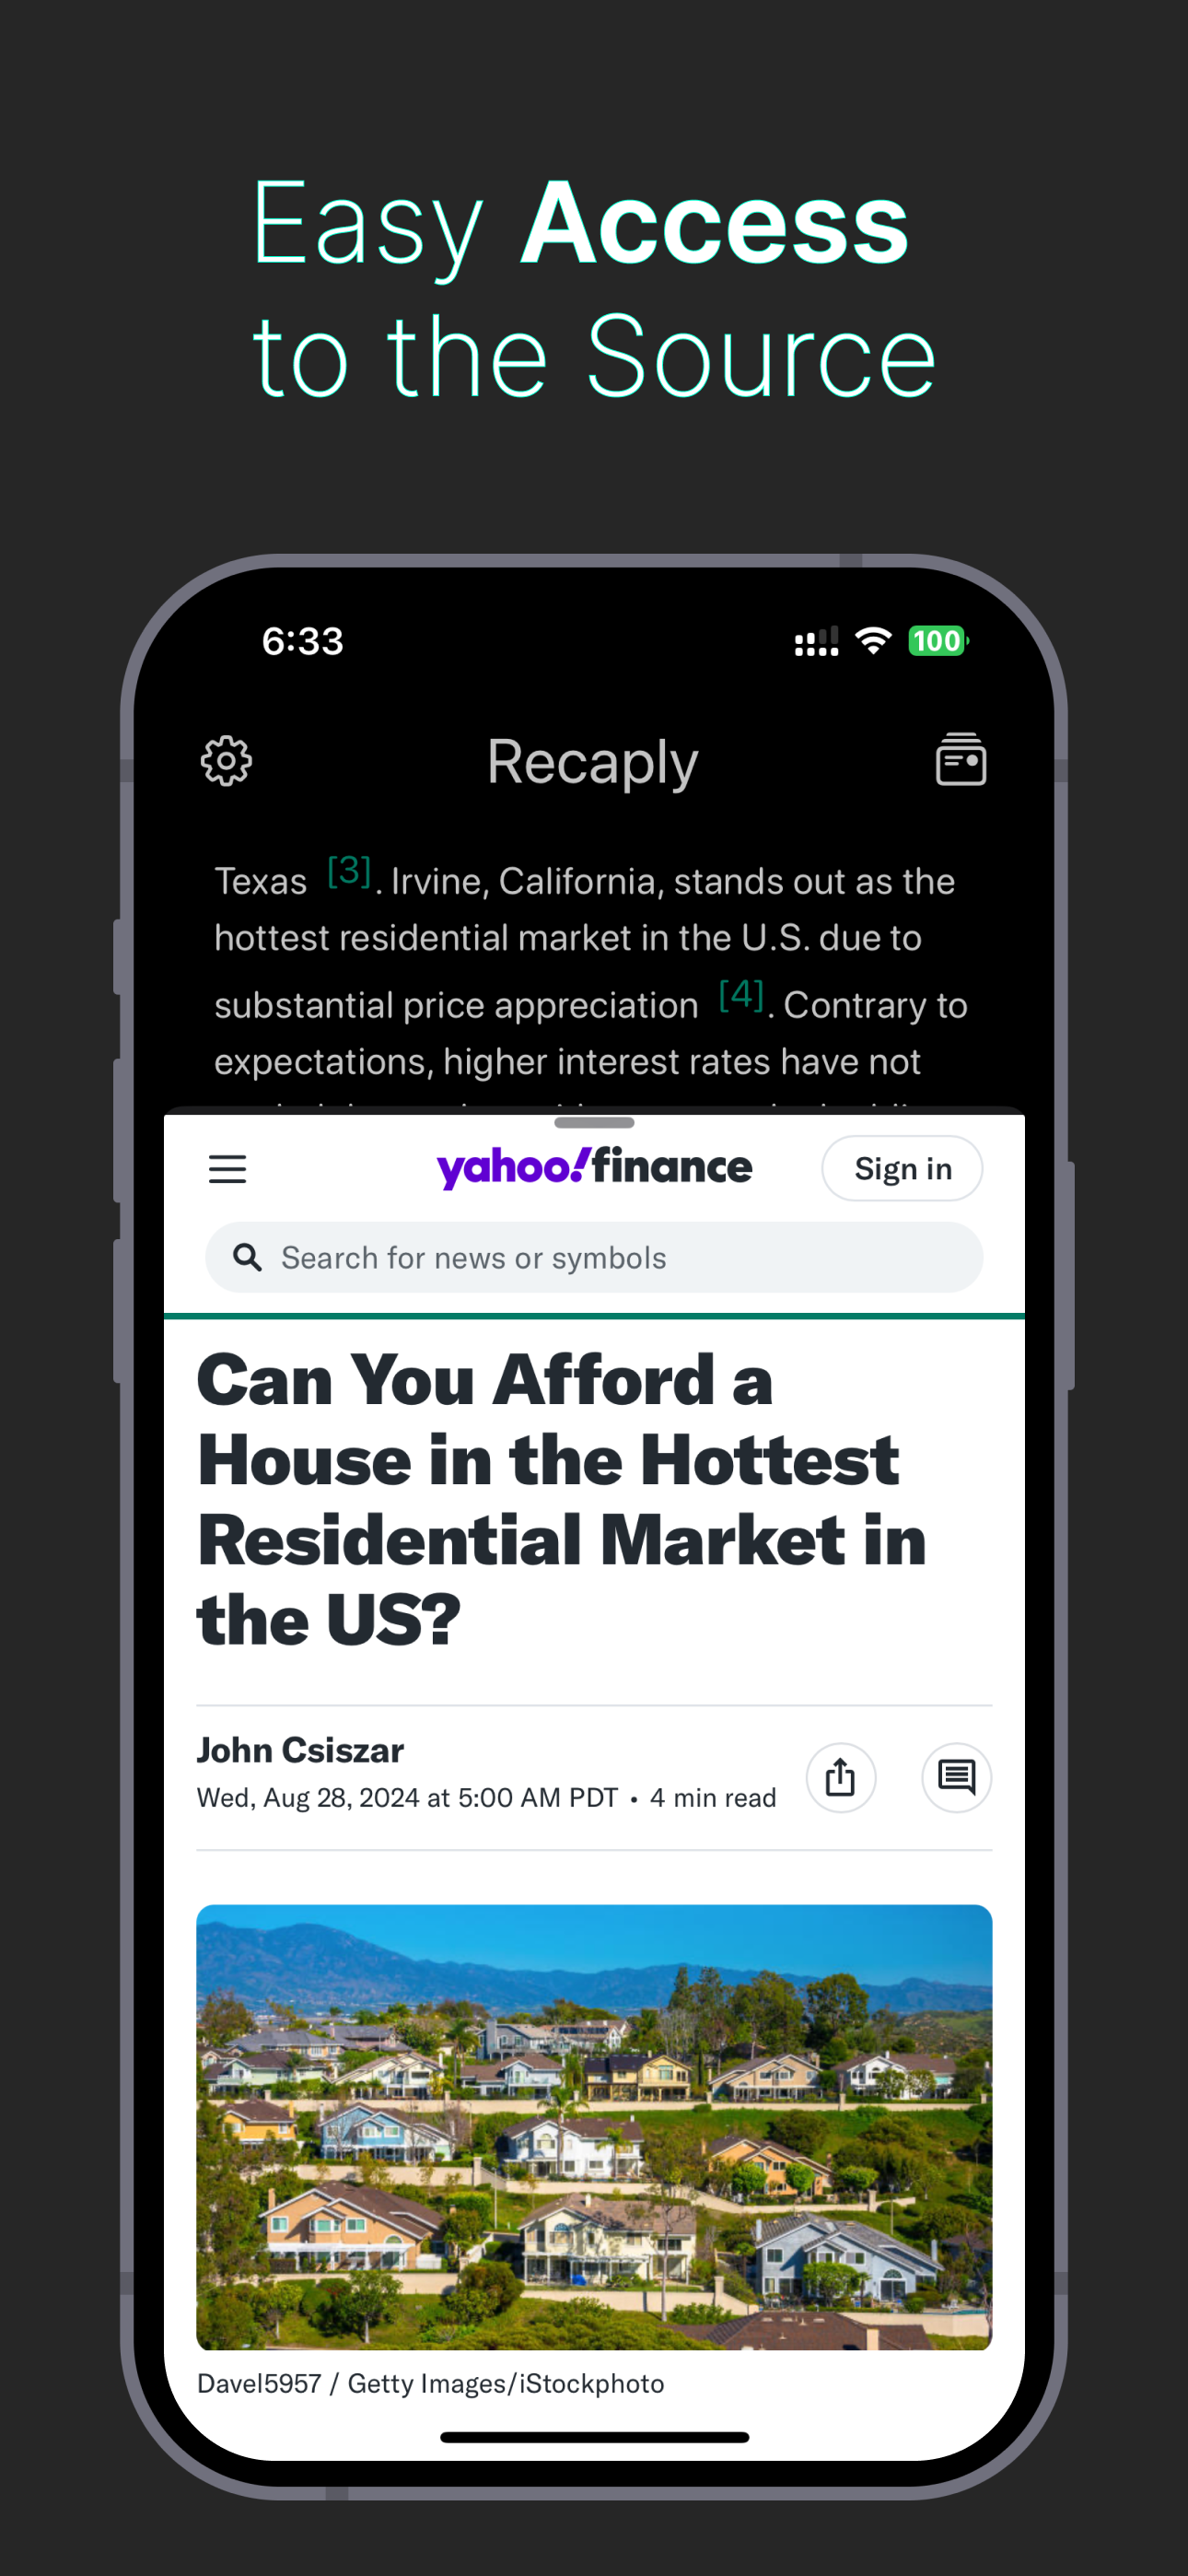 Easy Access
to the Source
6:33
100
Recaply
Texas [3]. Irvine, California, stands out as the
hottest residential market in the U.S. due to
substantial price appreciation [4]. Contrary to
expectations, higher interest rates have not
yahoo!finance
Sign in
Search for news or symbols
Can You Afford a
House in the Hottest
Residential Market in
the US?
John Csiszar
Wed, Aug 28, 2024 at 5:00 AM PDT • 4 min read
Davel5957 / Getty Images/iStockphoto